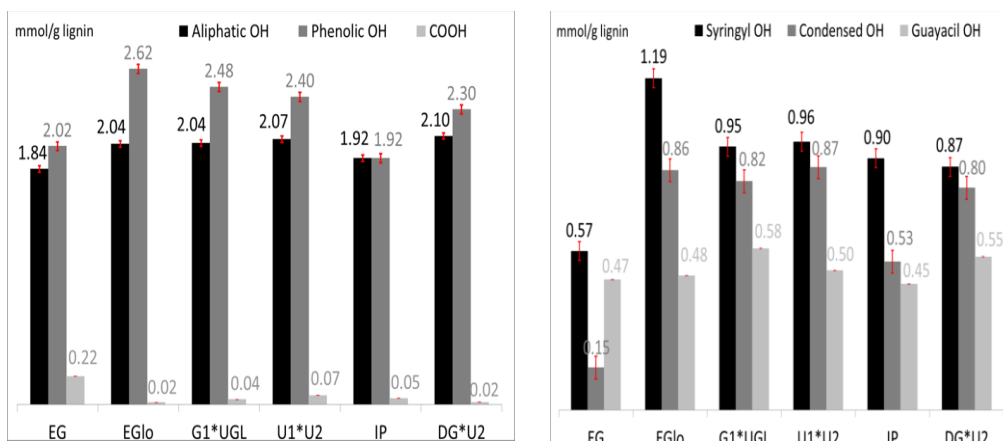 mmol/g lignin
Aliphatic OH Phenolic OH COOH
1.84 2.02 0.22
2.04 2.62 0.02
2.04 2.48 0.04
2.07 2.40 0.07
1.92 1.92 0.05
2.10 2.30 0.02
EG EGlo G1*UGL U1*U2 IP DG*U2
mmol/g lignin
Syringyl OH Condensed OH Guayacil OH
0.57 0.15 0.47
1.19 0.86 0.48
0.95 0.82 0.58
0.96 0.87 0.50
0.90 0.53 0.45
0.87 0.80 0.55
EG EGlo G1*UGL U1*U2 IP DG*U2